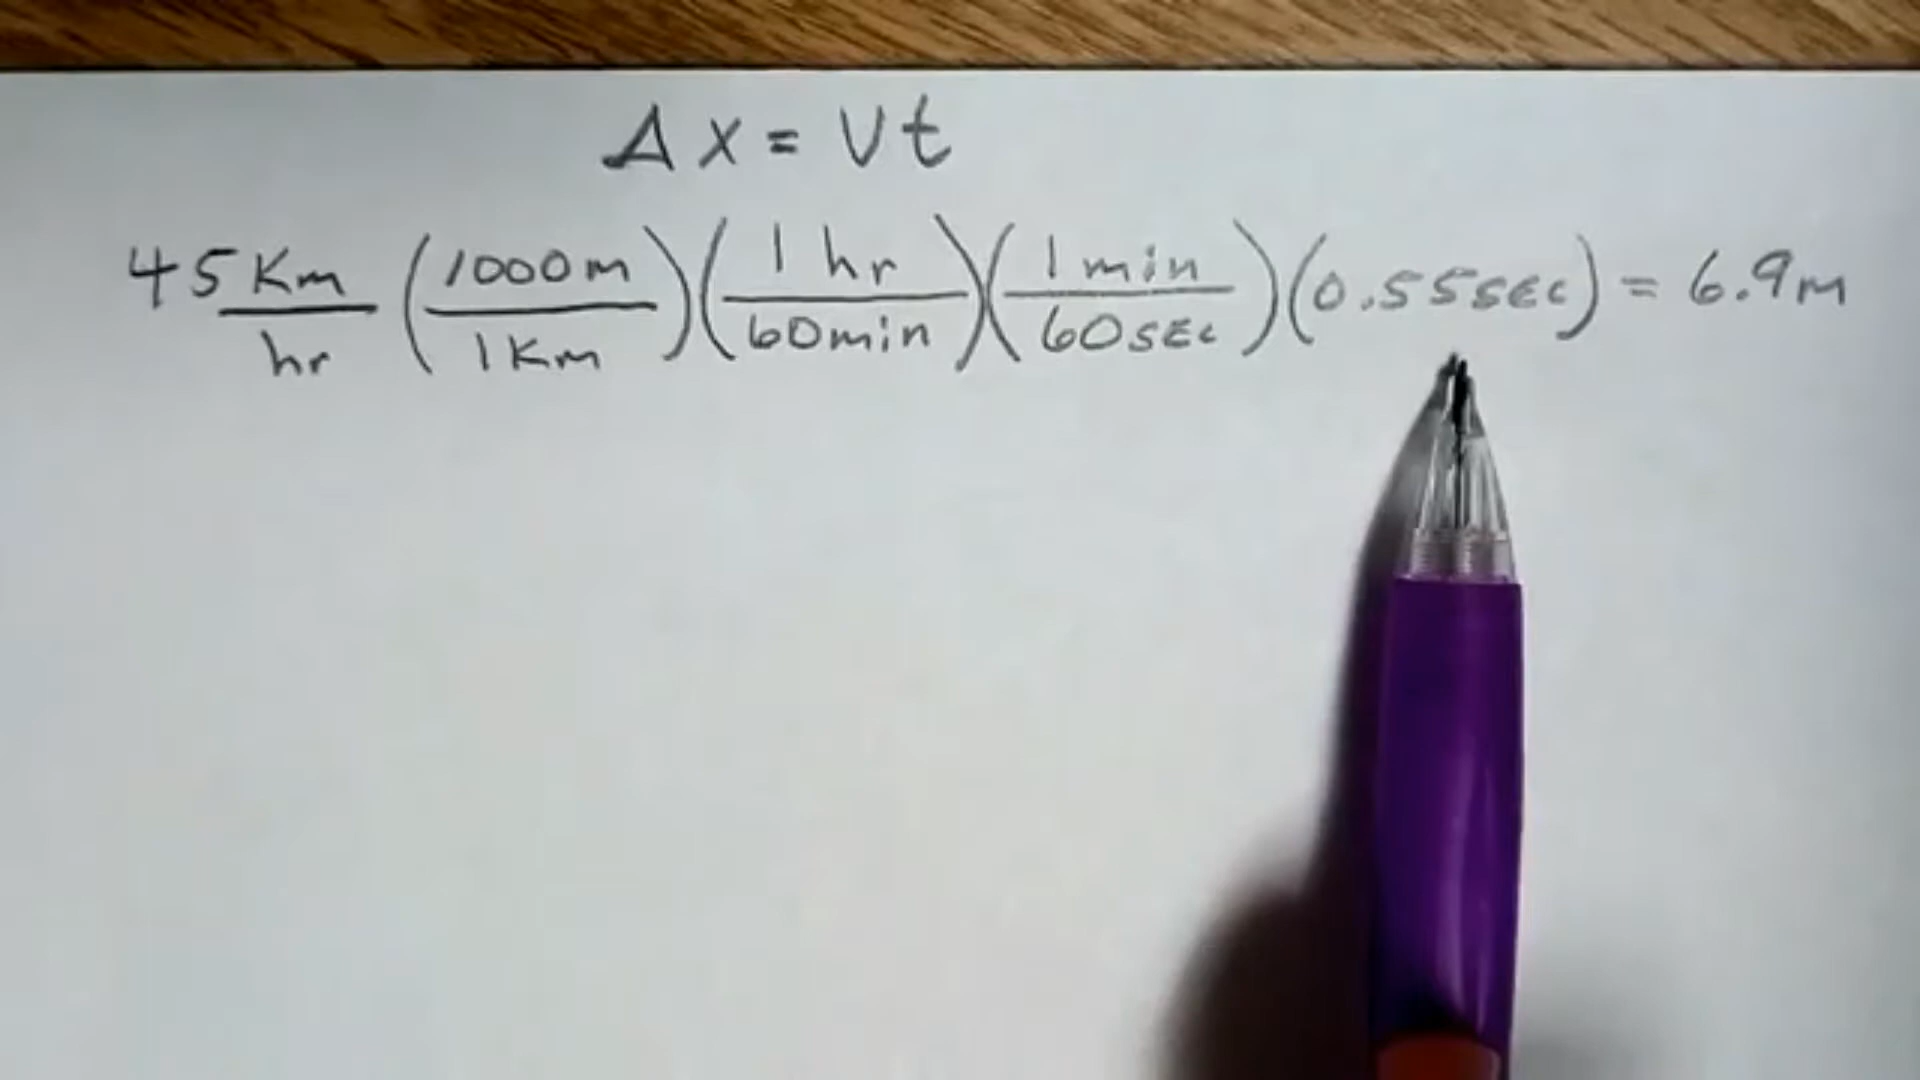 Δx = Vt
45 Km/hr (1000m/1Km)(1 hr/60min)(1 min/60sec)(0.55sec) = 6.9m